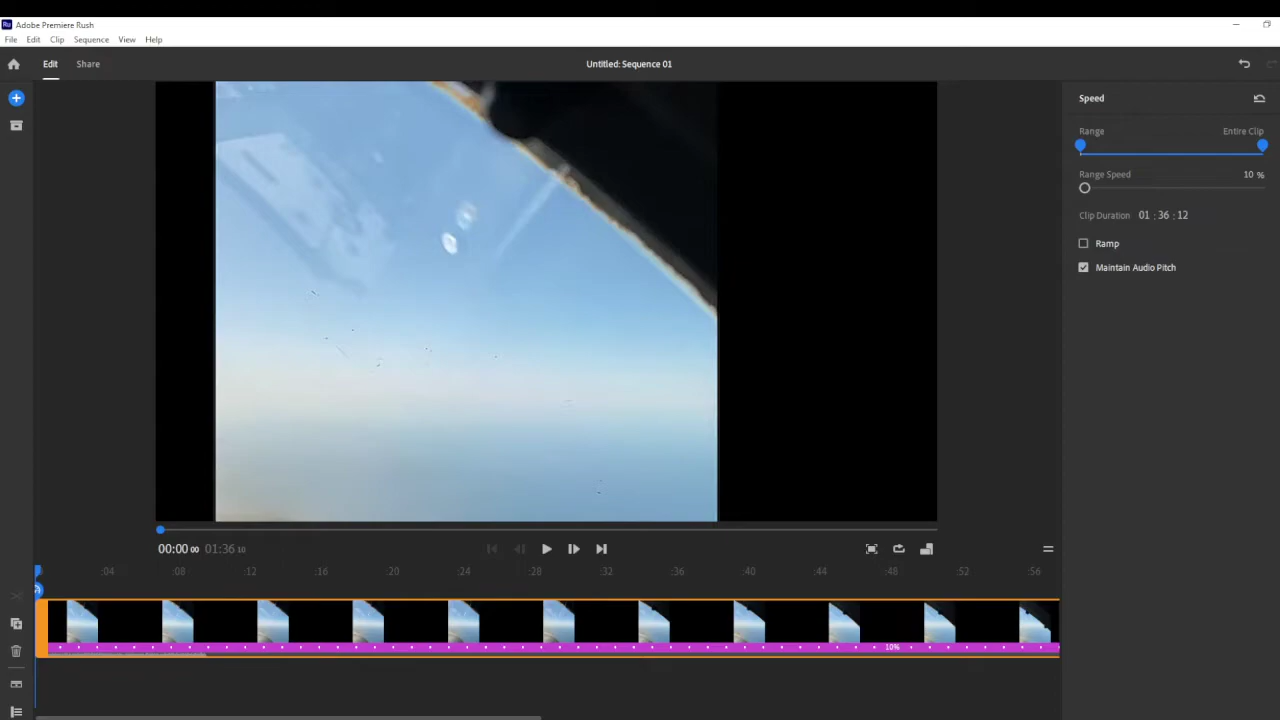 Ru Adobe Premiere Rush
File Edit Clip Sequence View Help
Edit Share Untitled: Sequence 01
Speed
Range Entire Clip
Range Speed 10 %
Clip Duration 01 : 36 : 12
Ramp
Maintain Audio Pitch
00:00 00 01:36 10
:04 :08 :12 :16 :20 :24 :28 :32 :36 :40 :44 :48 :52 :56
10%